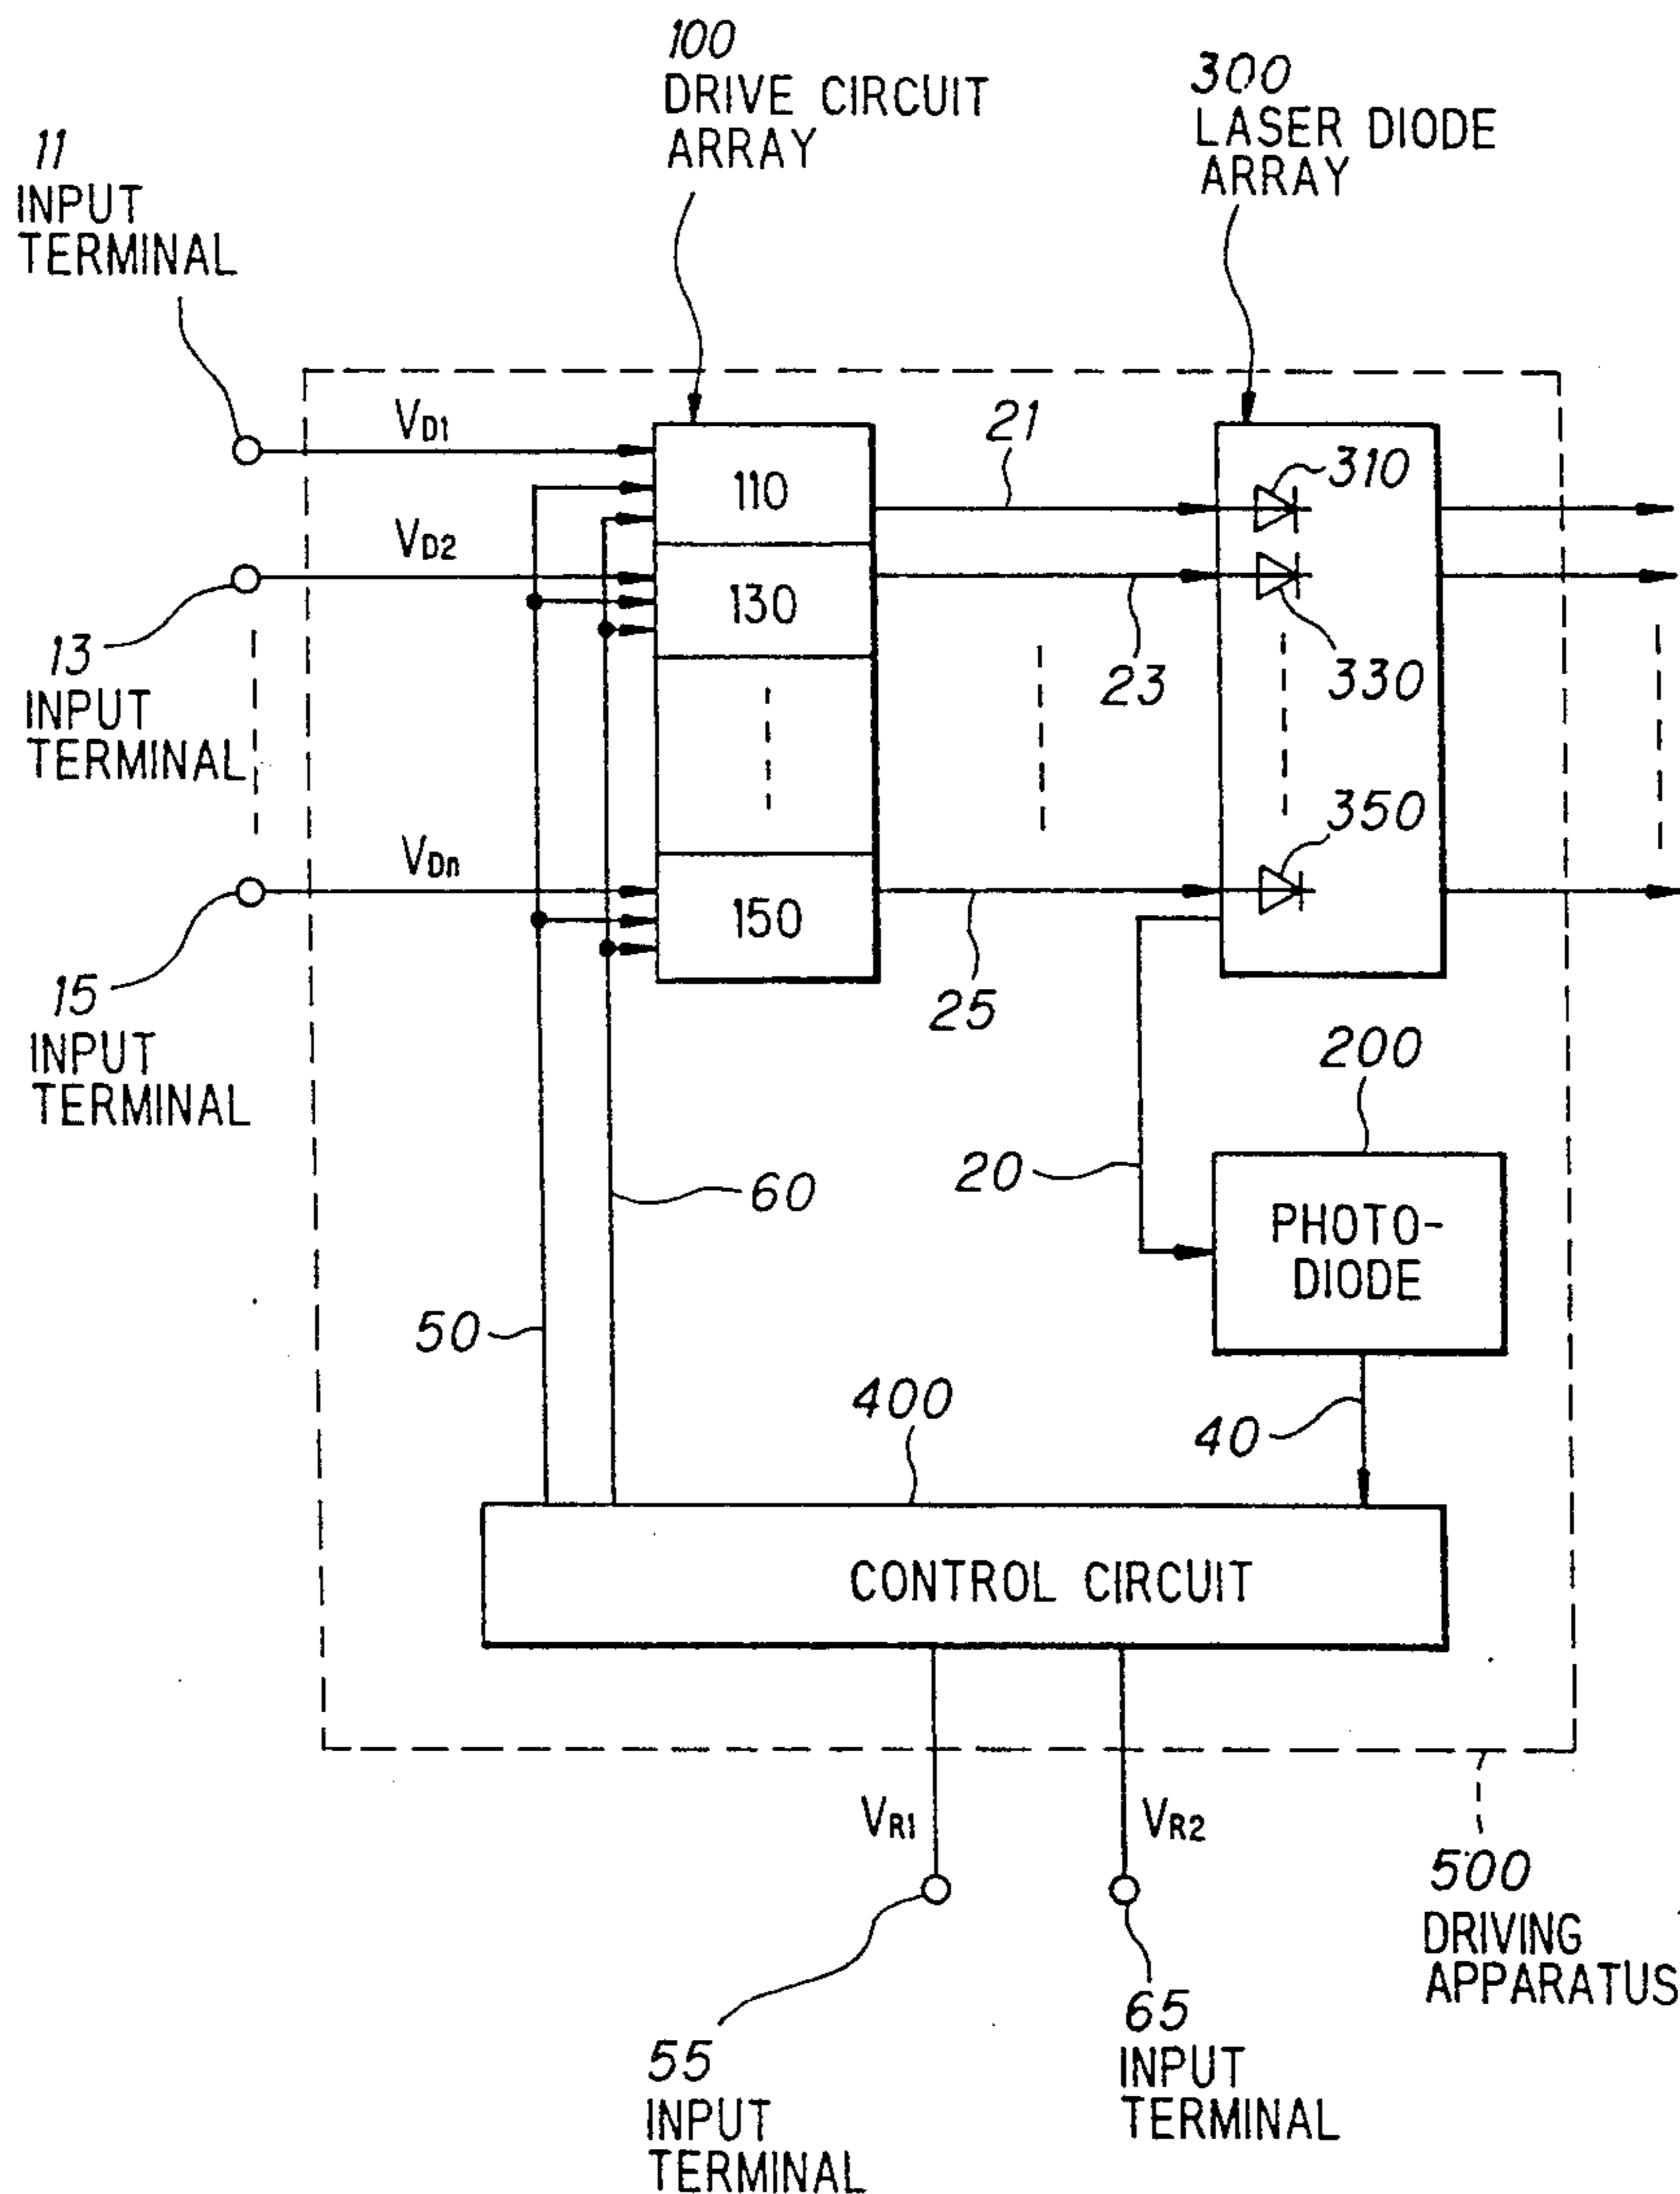 100
DRIVE CIRCUIT
ARRAY
300
LASER DIODE
ARRAY
11
INPUT
TERMINAL
VD1
21
310
110
VD2
130
13
INPUT
TERMINAL
23
330
350
VDn
150
15
INPUT
TERMINAL
25
200
20
60
PHOTO-
DIODE
50
400
40
CONTROL CIRCUIT
VR1
VR2
500
DRIVING
APPARATUS
65
INPUT
TERMINAL
55
INPUT
TERMINAL